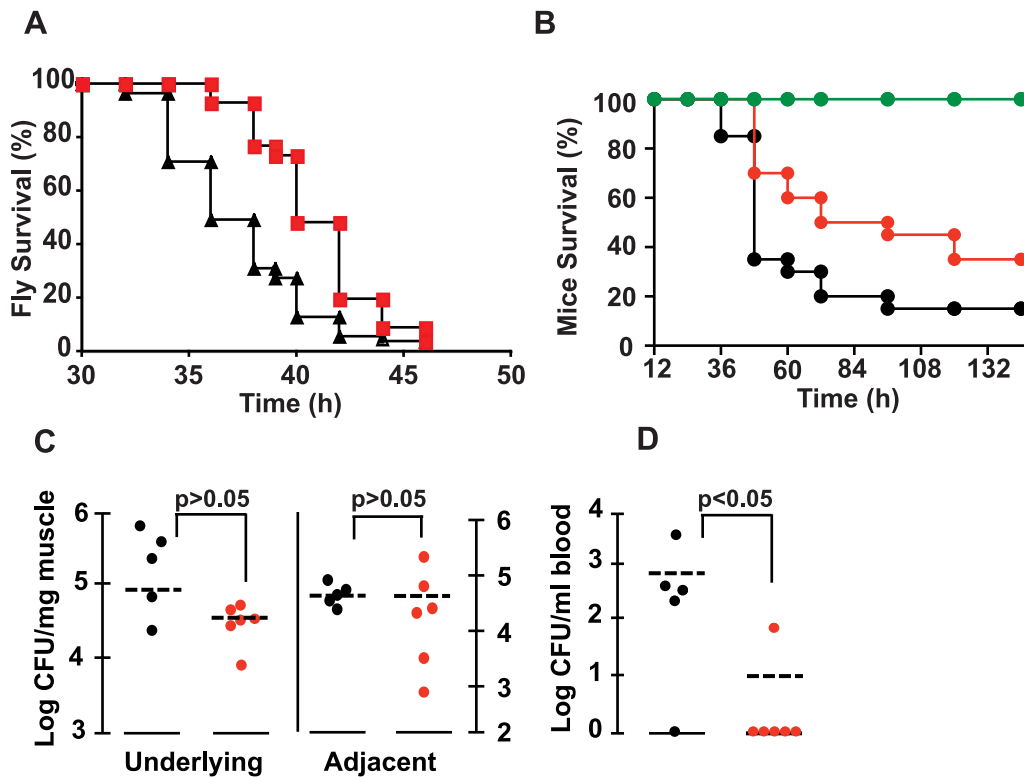 A
Fly Survival (%)
100
80
60
40
20
0
30 35 40 45 50
Time (h)
B
Mice Survival (%)
100
80
60
40
20
0
12 36 60 84 108 132
Time (h)
C
Log CFU/mg muscle
6
5
4
3
p>0.05
p>0.05
6
5
4
3
2
Underlying
Adjacent
D
Log CFU/ml blood
4
3
2
1
0
p<0.05